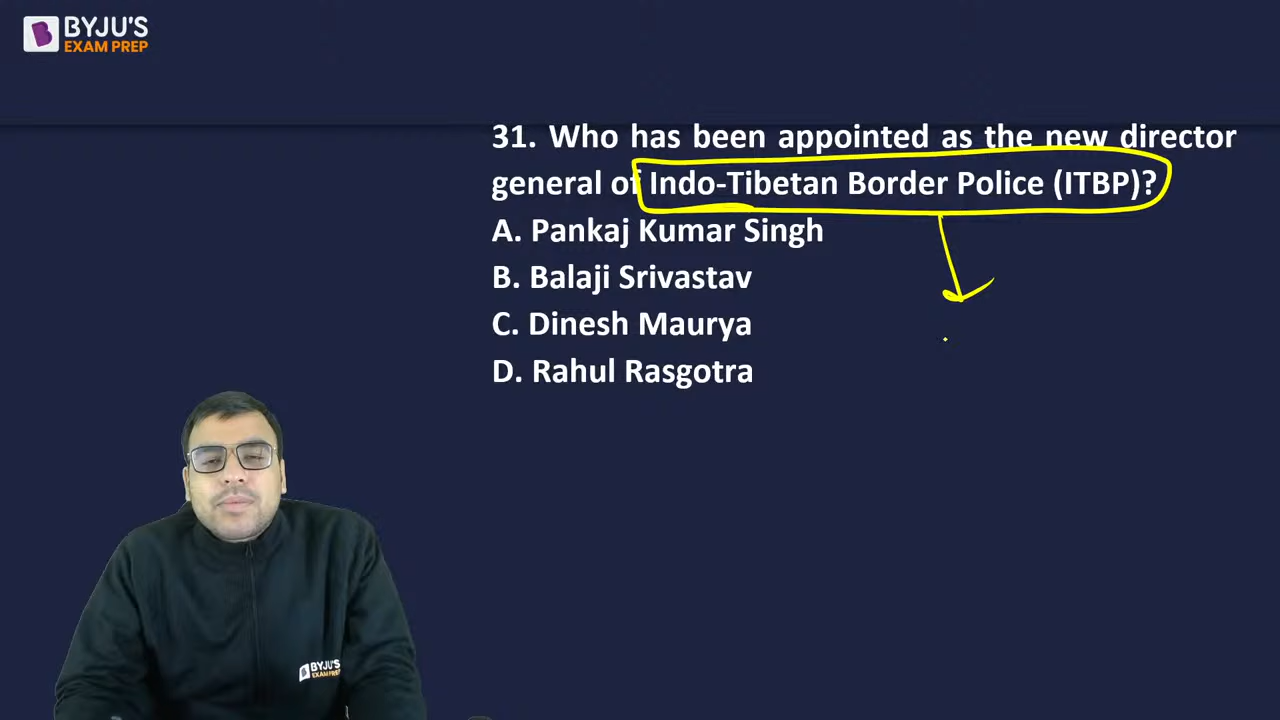 BYJU'S
EXAM PREP
31. Who has been appointed as the new director
general of Indo-Tibetan Border Police (ITBP)?
A. Pankaj Kumar Singh
B. Balaji Srivastav
C. Dinesh Maurya
D. Rahul Rasgotra
BYJU'S
EXAM PREP